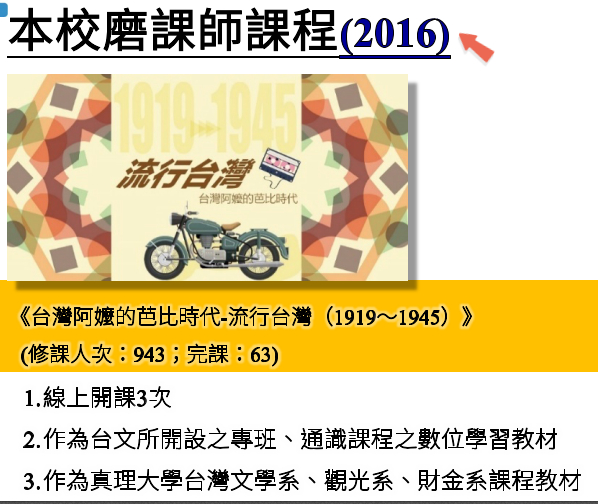 本校磨課師課程(2016)
1919 1945
流行台灣
台灣阿嬤的芭比時代
《台灣阿嬤的芭比時代-流行台灣（1919～1945）》
(修課人次：943；完課：63)
1.線上開課3次
2.作為台文所開設之專班、通識課程之數位學習教材
3.作為真理大學台灣文學系、觀光系、財金系課程教材